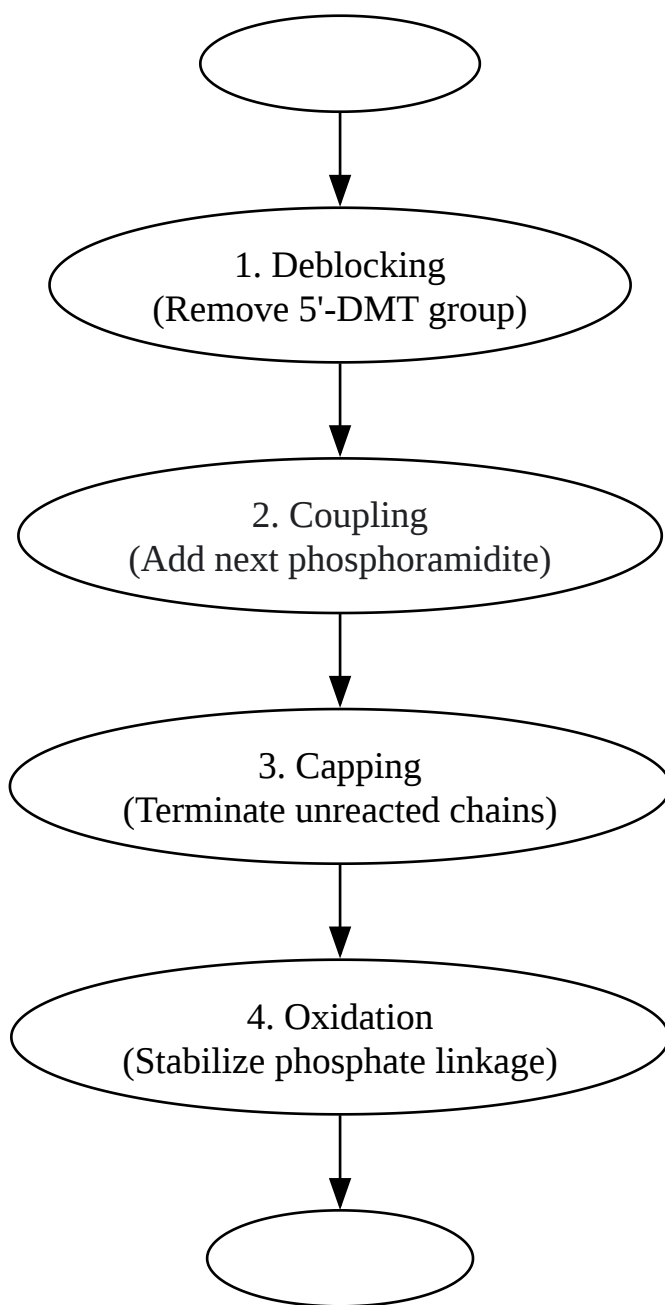 1. Deblocking
(Remove 5'-DMT group)
2. Coupling
(Add next phosphoramidite)
3. Capping
(Terminate unreacted chains)
4. Oxidation
(Stabilize phosphate linkage)